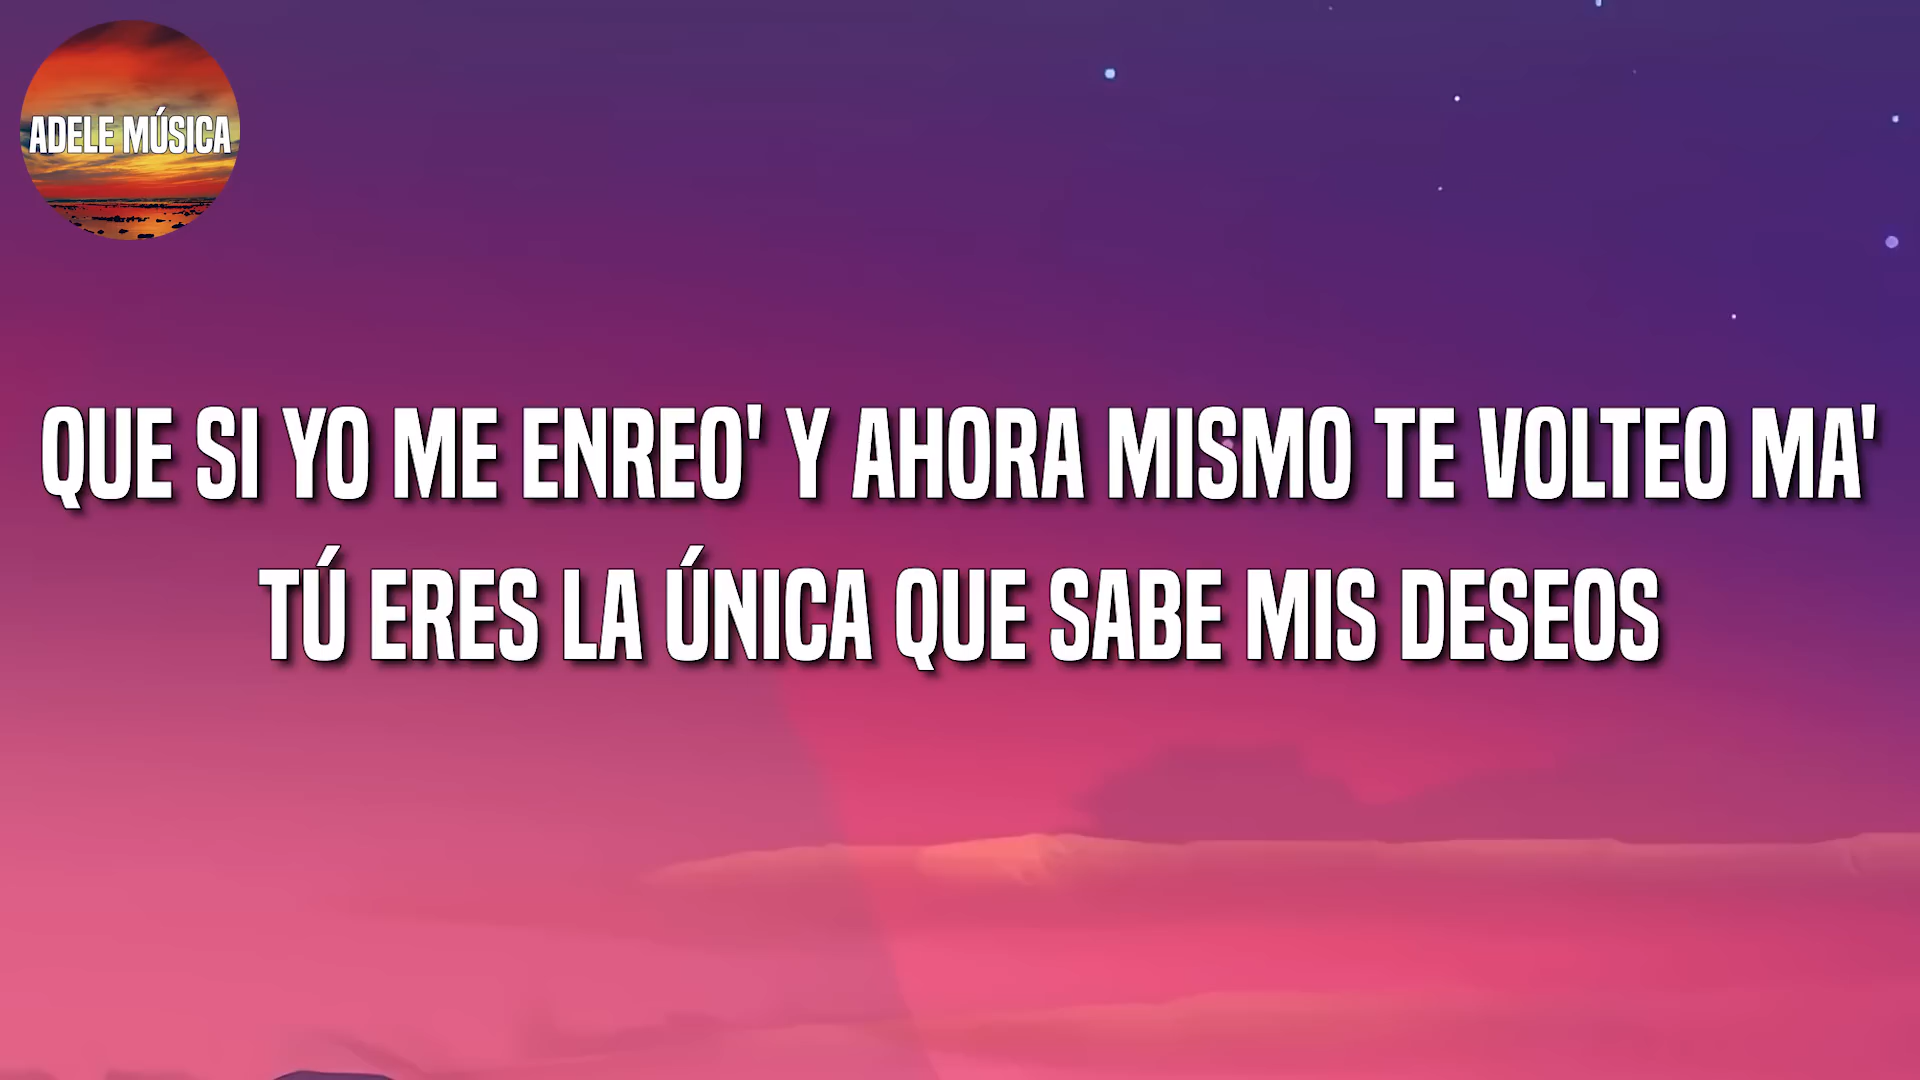 ADELE MÚSICA
QUE SI YO ME ENREO' Y AHORA MISMO TE VOLTEO MA'
TÚ ERES LA ÚNICA QUE SABE MIS DESEOS